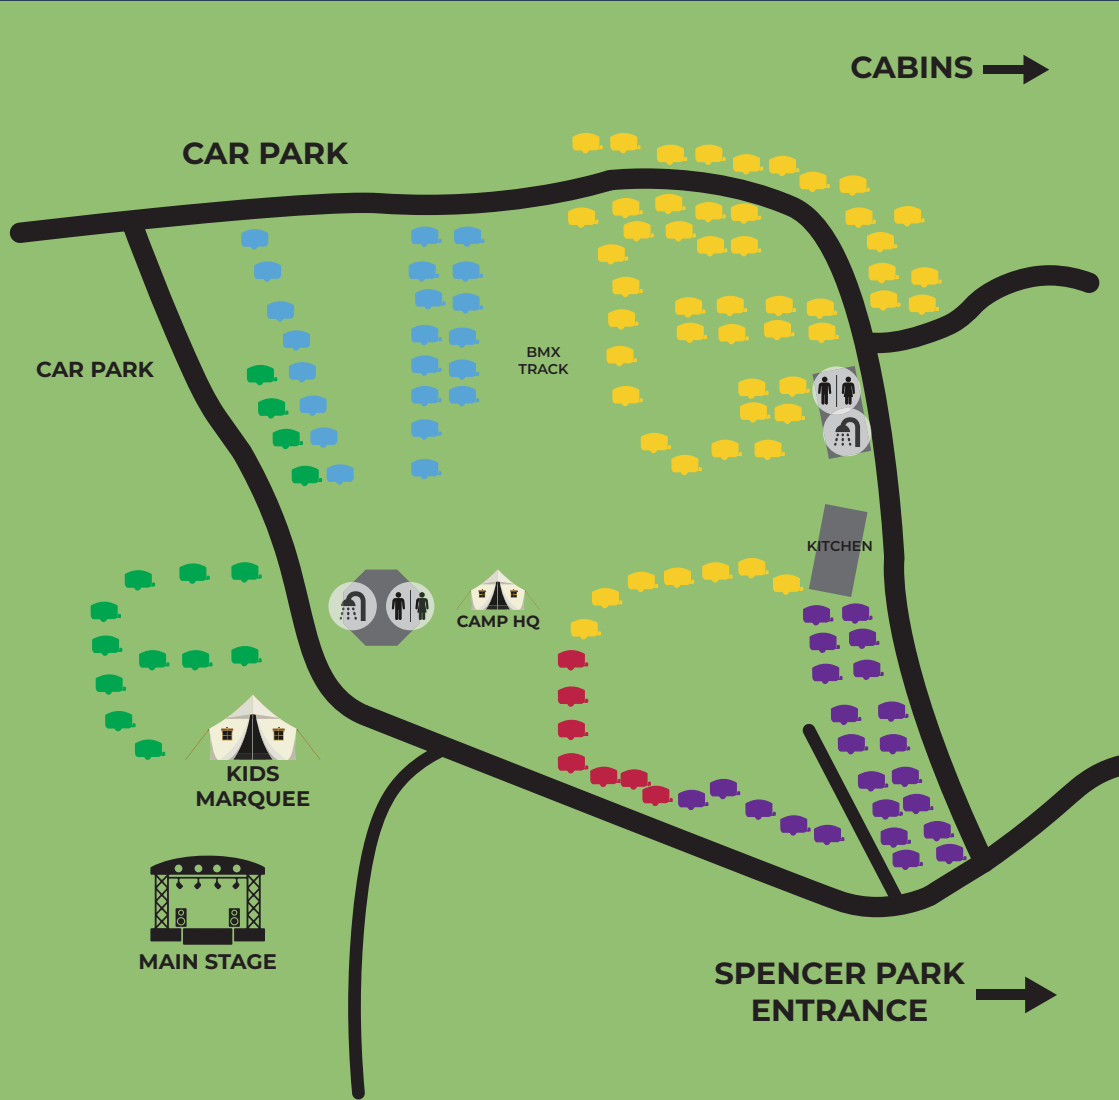 CABINS
CAR PARK
BMX
TRACK
CAR PARK
KITCHEN
CAMP HQ
KIDS
MARQUEE
MAIN STAGE
SPENCER PARK
ENTRANCE